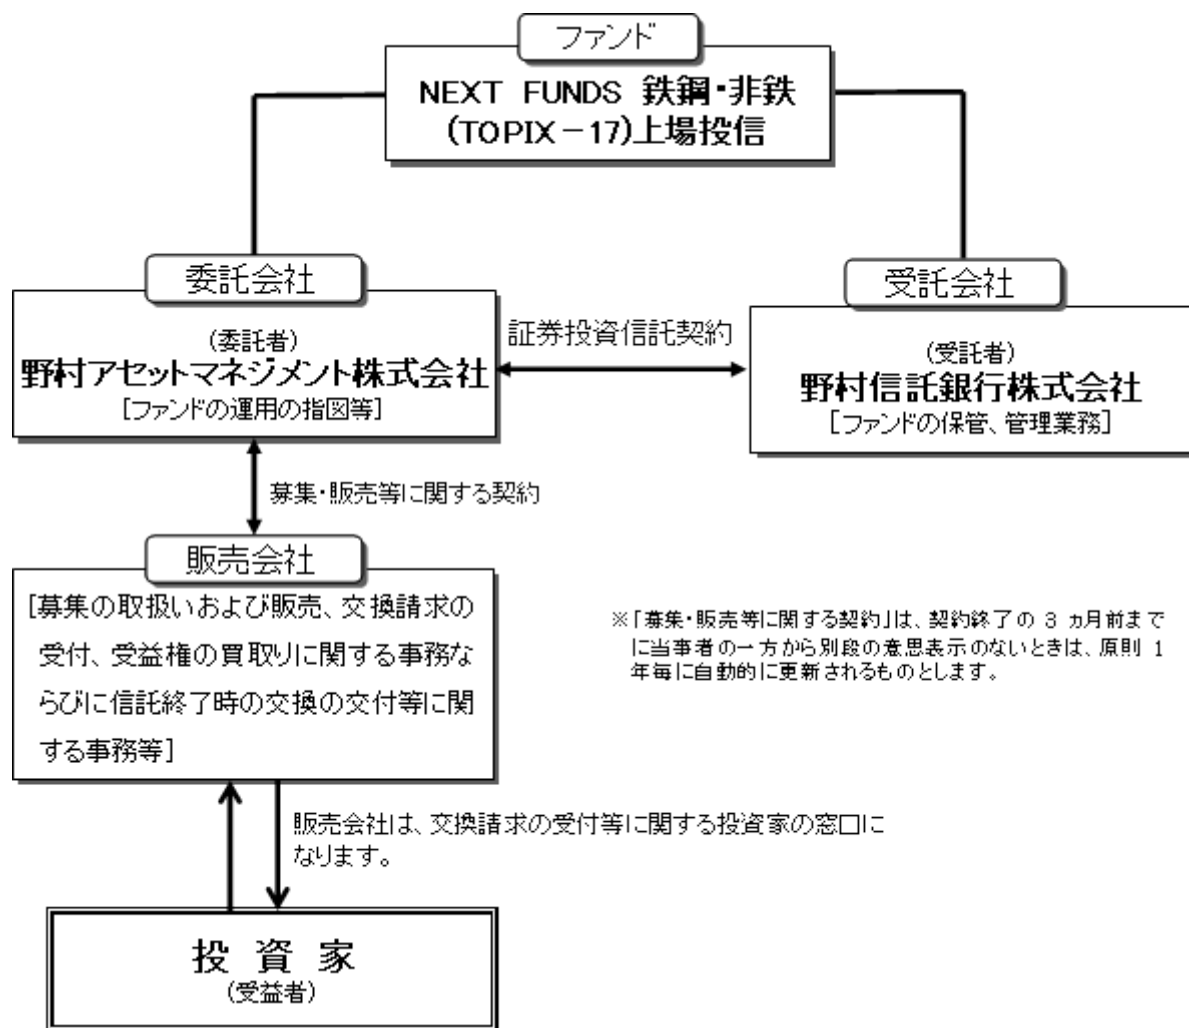 ファンド
NEXT FUNDS 鉄鋼・非鉄
(TOPIX－17)上場投信
委託会社
(委託者)
野村アセットマネジメント株式会社
[ファンドの運用の指図等]
証券投資信託契約
受託会社
(受託者)
野村信託銀行株式会社
[ファンドの保管、管理業務]
募集・販売等に関する契約
販売会社
[募集の取扱いおよび販売、交換請求の
受付、受益権の買取りに関する事務な
らびに信託終了時の交換の交付等に関
する事務等]
※「募集・販売等に関する契約」は、契約終了の 3 ヵ月前まで
に当事者の一方から別段の意思表示のないときは、原則 1
年毎に自動的に更新されるものとします。
販売会社は、交換請求の受付等に関する投資家の窓口に
なります。
投 資 家
(受益者)